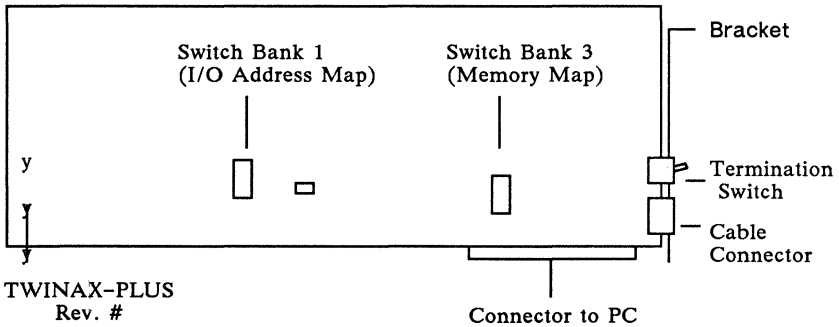 Bracket
Switch Bank 1
(I/O Address Map)
Switch Bank 3
(Memory Map)
y
y
y
Termination
Switch
Cable
Connector
TWINAX-PLUS
Rev. #
Connector to PC